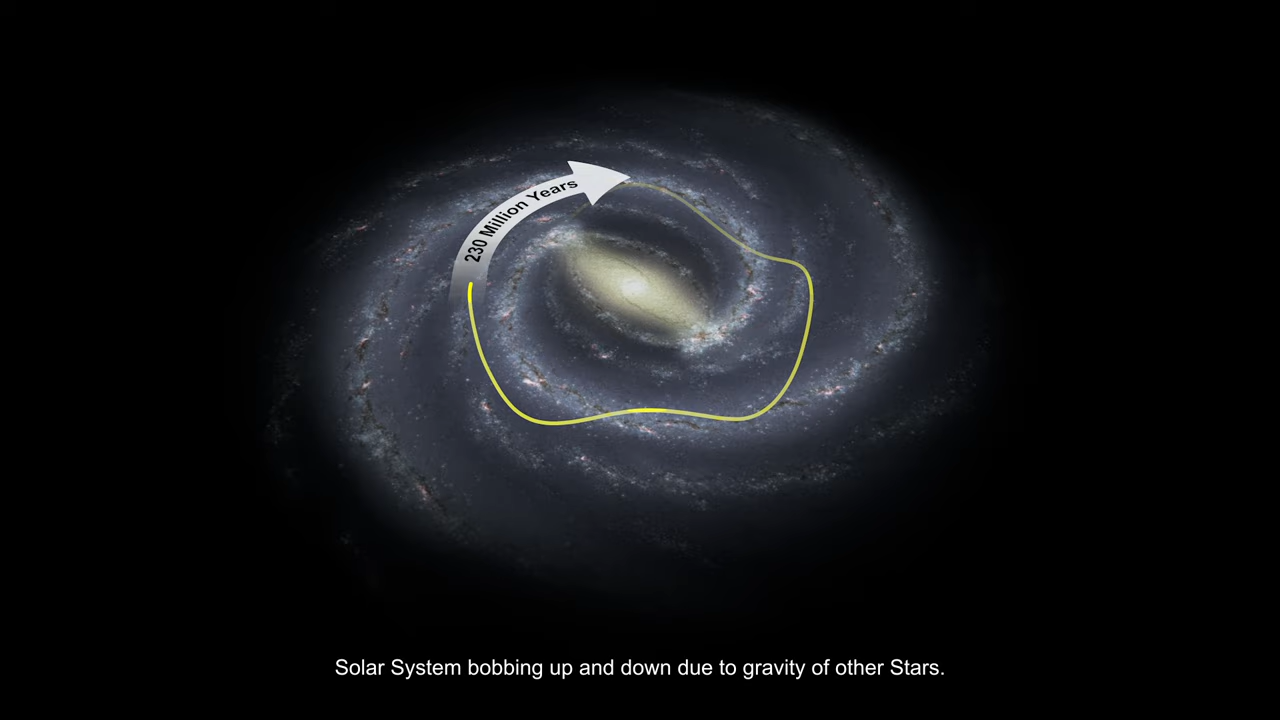 230 Million Years
Solar System bobbing up and down due to gravity of other Stars.